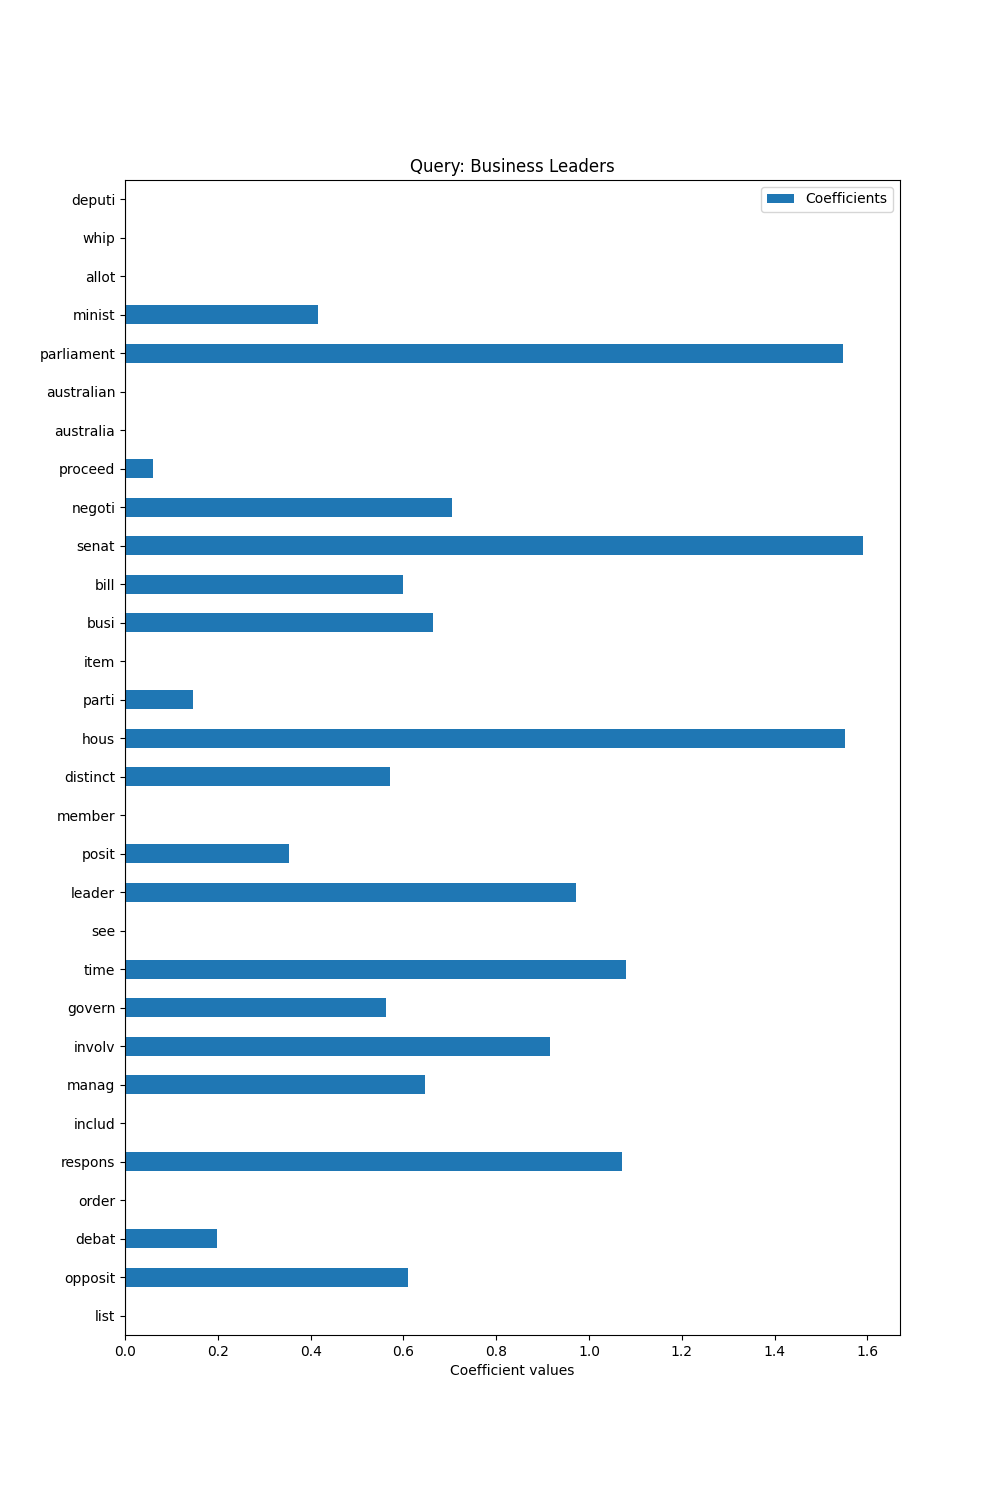 Query: Business Leaders
Coefficients
deputi
whip
allot
minist
parliament
australian
australia
proceed
negoti
senat
bill
busi
item
parti
hous
distinct
member
posit
leader
see
time
govern
involv
manag
includ
respons
order
debat
opposit
list
0.0 0.2 0.4 0.6 0.8 1.0 1.2 1.4 1.6
Coefficient values